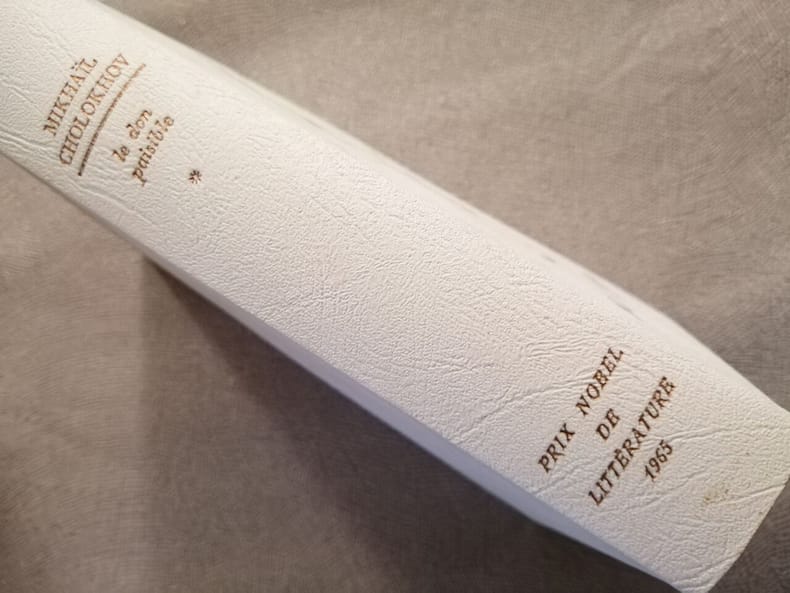 MIKHAÏL
CHOLOKHOV
le don
paisible
*
PRIX NOBEL
DE
LITTÉRATURE
1965